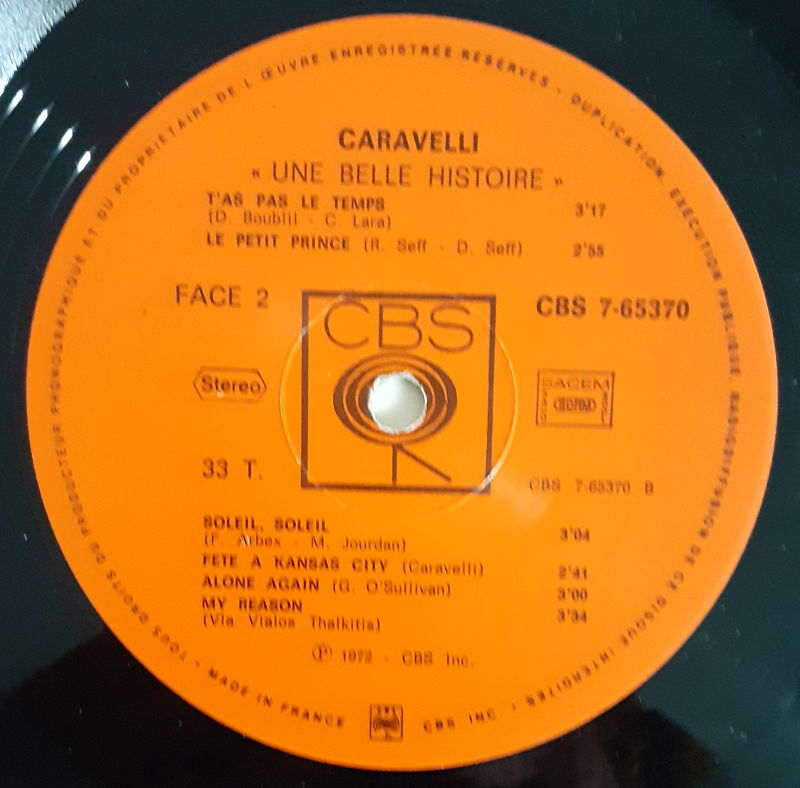 TOUS DROITS DU PRODUCTEUR PHONOGRAPHIQUE ET DU PROPRIÉTAIRE DE L'ŒUVRE ENREGISTRÉE RÉSERVES - DUPLICATION, EXÉCUTION PUBLIQUE, RADIODIFFUSION DE CE DISQUE INTERDITES
CARAVELLI
« UNE BELLE HISTOIRE »
T'AS PAS LE TEMPS 3'17
(D. Boublil - C. Lara)
LE PETIT PRINCE (R. Seff - D. Seff) 2'55
FACE 2 CBS CBS 7-65370
Stereo SACEM
33 T. CBS 7-65370 B
SOLEIL, SOLEIL 3'04
(F. Arbex - M. Jourdan)
FETE A KANSAS CITY (Caravelli) 2'41
ALONE AGAIN (G. O'Sullivan) 3'00
MY REASON 3'34
(Via Vialos Thalkitis)
℗ 1972 - CBS Inc.
MADE IN FRANCE CBS INC.